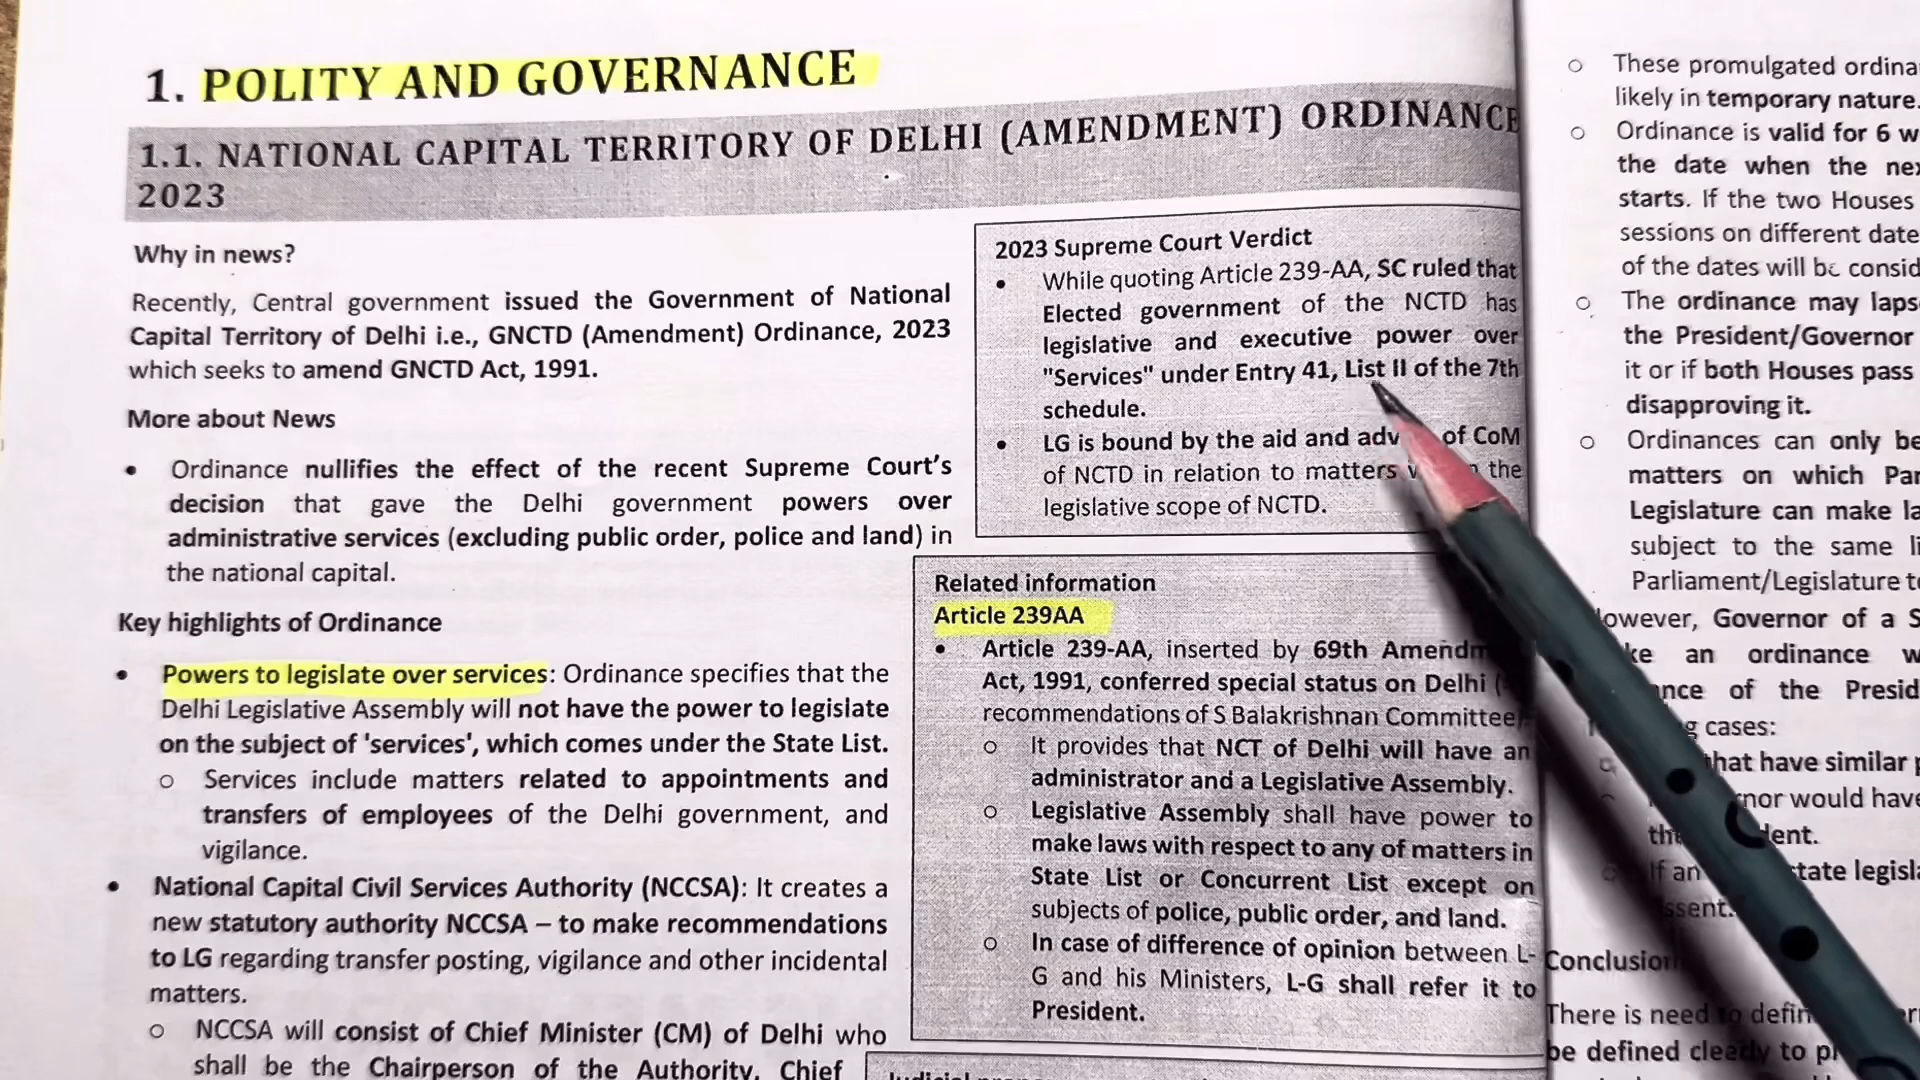 1. POLITY AND GOVERNANCE
1.1. NATIONAL CAPITAL TERRITORY OF DELHI (AMENDMENT) ORDINANCE
2023
Why in news?
Recently, Central government issued the Government of National
Capital Territory of Delhi i.e., GNCTD (Amendment) Ordinance, 2023
which seeks to amend GNCTD Act, 1991.
More about News
• Ordinance nullifies the effect of the recent Supreme Court's
decision that gave the Delhi government powers over
administrative services (excluding public order, police and land) in
the national capital.
Key highlights of Ordinance
• Powers to legislate over services: Ordinance specifies that the
Delhi Legislative Assembly will not have the power to legislate
on the subject of 'services', which comes under the State List.
o Services include matters related to appointments and
transfers of employees of the Delhi government, and
vigilance.
• National Capital Civil Services Authority (NCCSA): It creates a
new statutory authority NCCSA – to make recommendations
to LG regarding transfer posting, vigilance and other incidental
matters.
o NCCSA will consist of Chief Minister (CM) of Delhi who
shall be the Chairperson of the Authority, Chief
2023 Supreme Court Verdict
• While quoting Article 239-AA, SC ruled that
Elected government of the NCTD has
legislative and executive power over
"Services" under Entry 41, List II of the 7th
schedule.
• LG is bound by the aid and of CoM
of NCTD in relation to matters the
legislative scope of NCTD.
Related information
Article 239AA
• Article 239-AA, inserted by 69th
Act, 1991, conferred special status on Delhi
recommendations of S Balakrishnan Committee)
o It provides that NCT of Delhi will have an
administrator and a Legislative Assembly.
o Legislative Assembly shall have power to
make laws with respect to any of matters in
State List or Concurrent List except on
subjects of police, public order, and land.
o In case of difference of opinion between L-
G and his Ministers, L-G shall refer it to
President.
o These promulgated
likely in temporary nature.
o Ordinance is valid for 6
the date when the
starts. If the two Houses
sessions on different
of the dates will be
o The ordinance may
the President/Governor
it or if both Houses pass
disapproving it.
o Ordinances can only be
matters on which
Legislature can make
subject to the same
Parliament/Legislature
Governor of a
an ordinance
of the
cases:
that have similar
would have
If an
Conclusion
There is need
be defined to